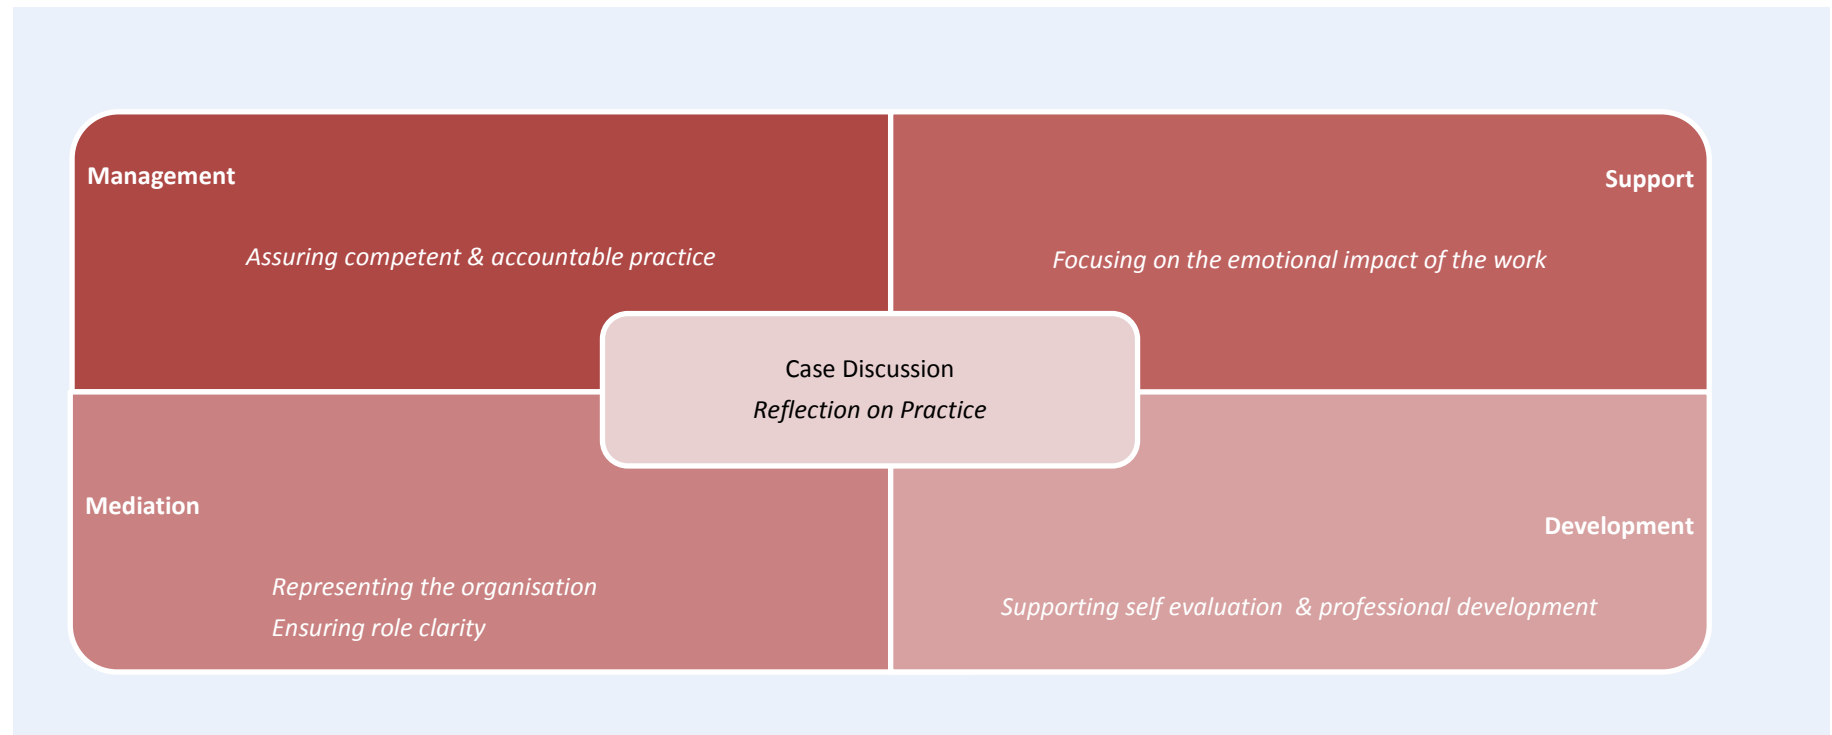 Management
Assuring competent & accountable practice
Support
Focusing on the emotional impact of the work
Case Discussion
Reflection on Practice
Mediation
Representing the organisation
Ensuring role clarity
Development
Supporting self evaluation  & professional development